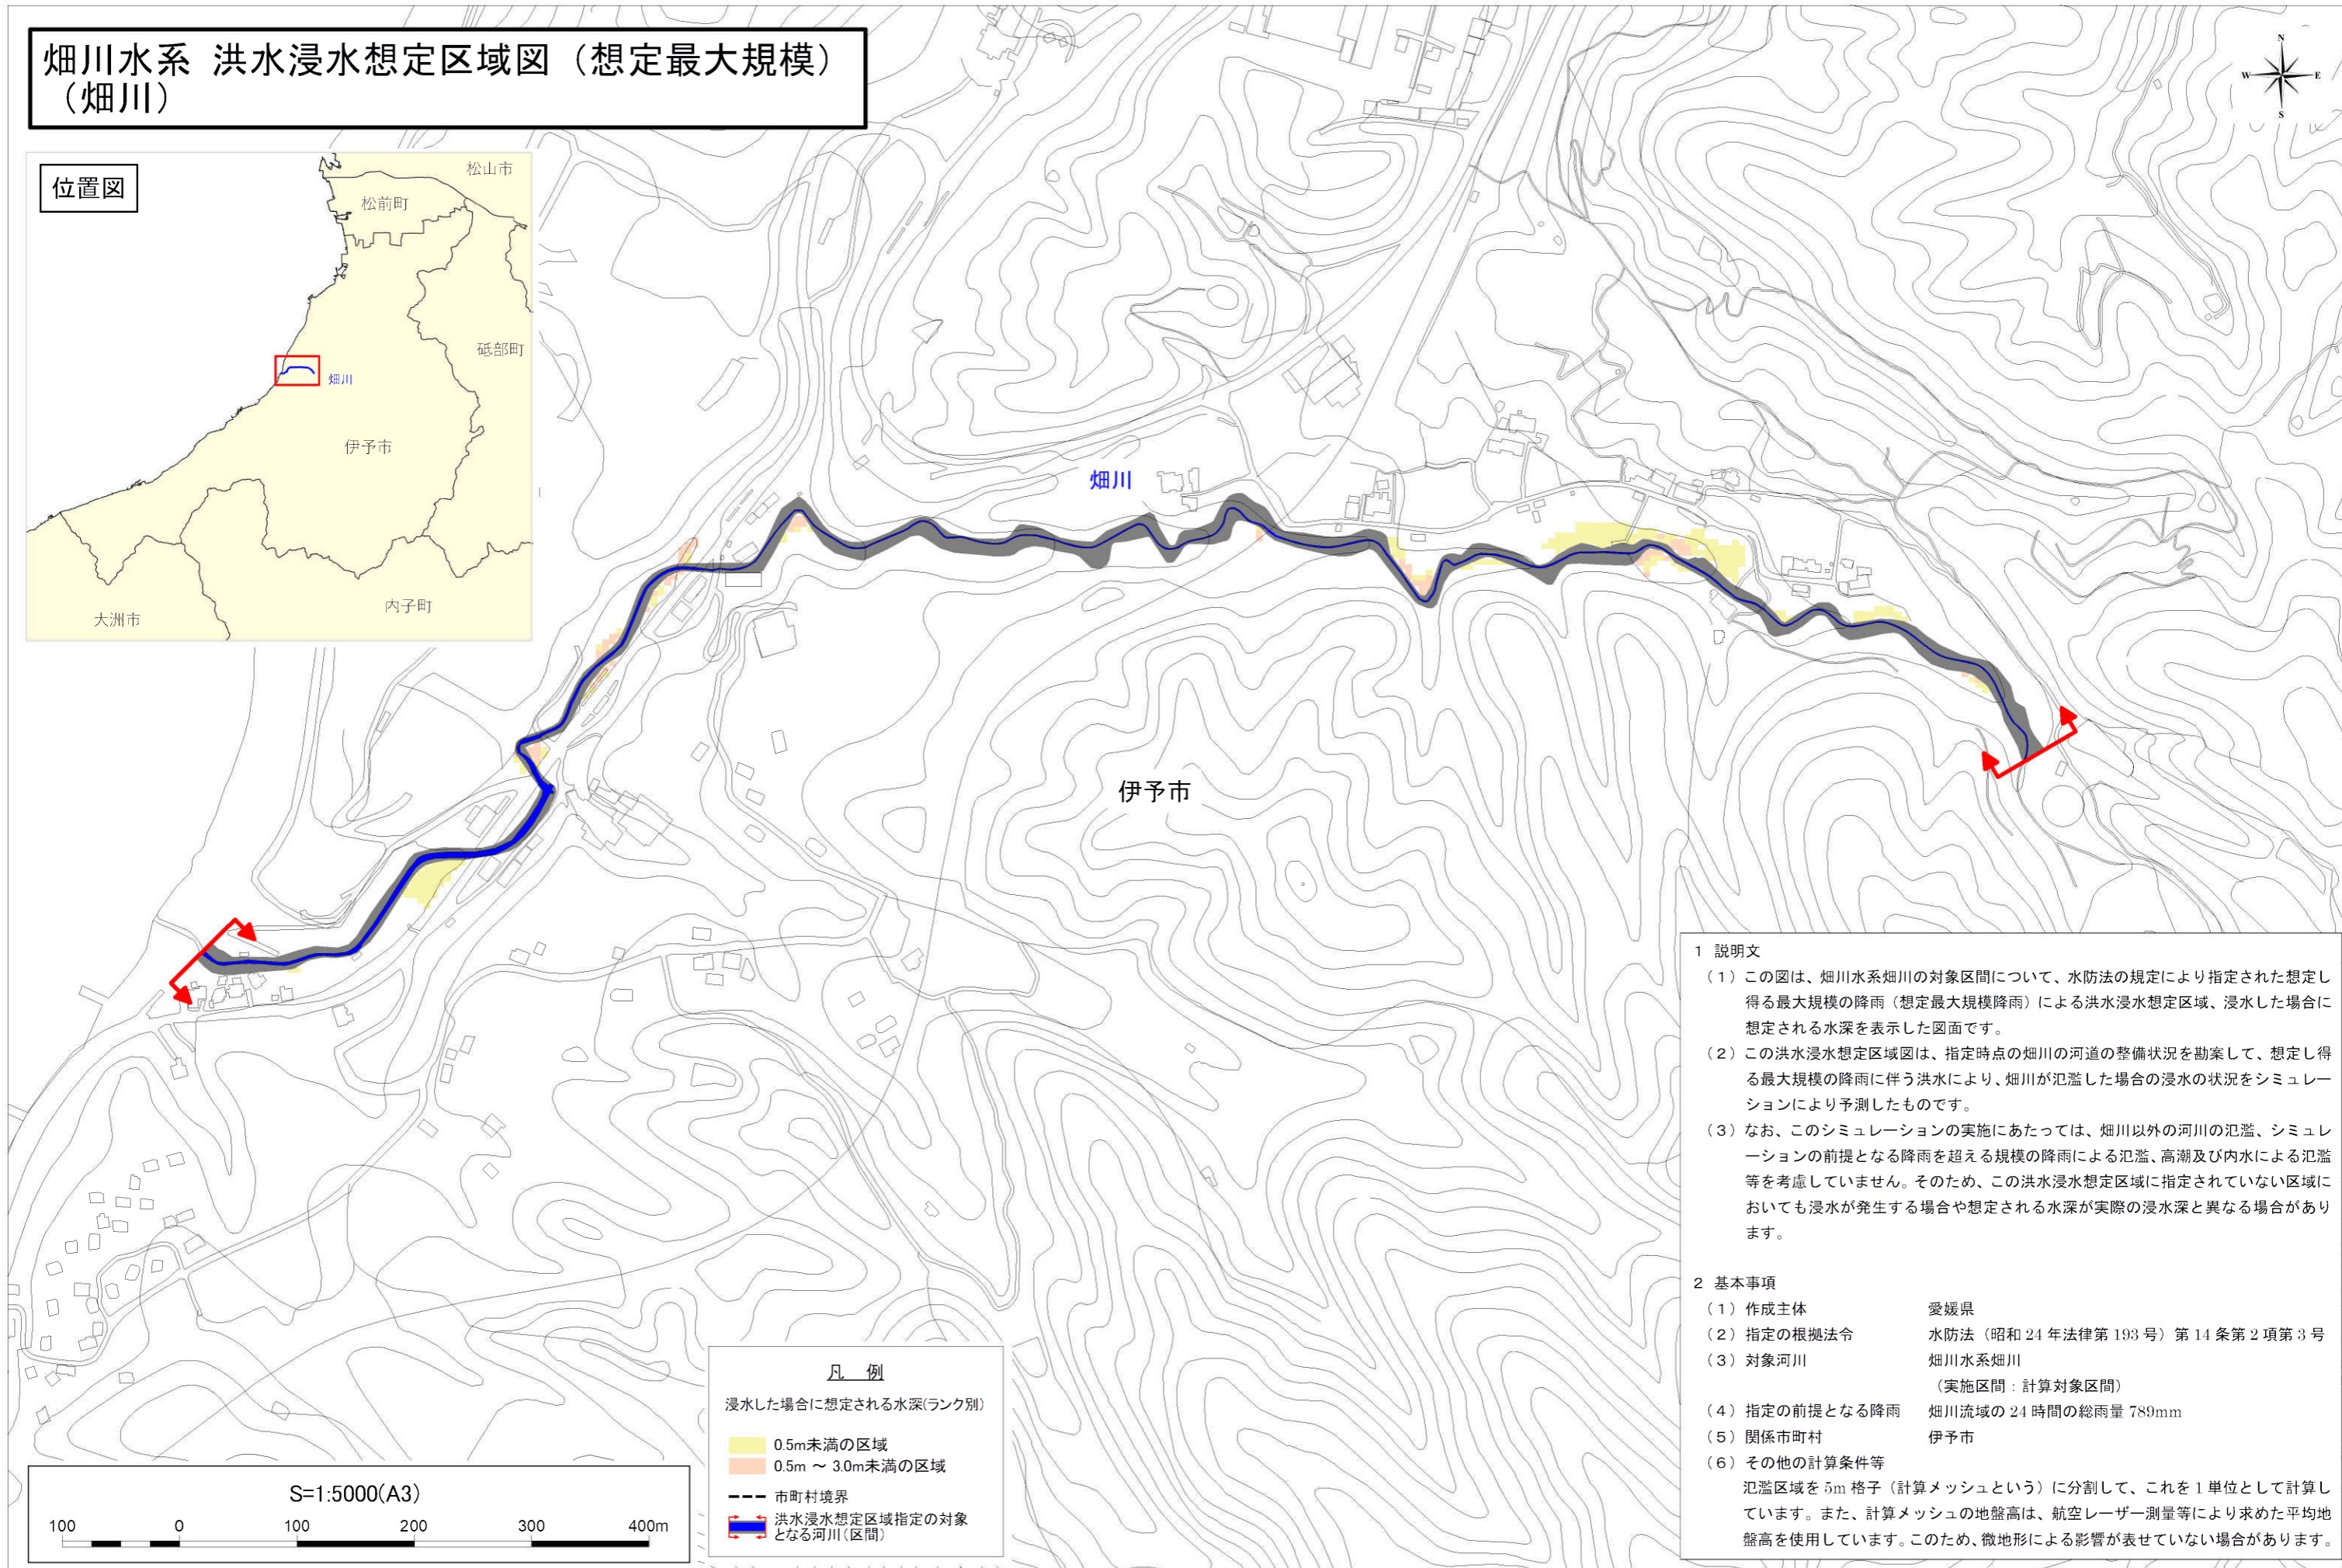 畑川水系 洪水浸水想定区域図（想定最大規模）
（畑川）
N
W
E
S
位置図
松山市
松前町
砥部町
畑川
伊予市
内子町
大洲市
畑川
伊予市
1 説明文
（1）この図は、畑川水系畑川の対象区間について、水防法の規定により指定された想定し
得る最大規模の降雨（想定最大規模降雨）による洪水浸水想定区域、浸水した場合に
想定される水深を表示した図面です。
（2）この洪水浸水想定区域図は、指定時点の畑川の河道の整備状況を勘案して、想定し得
る最大規模の降雨に伴う洪水により、畑川が氾濫した場合の浸水の状況をシミュレー
ションにより予測したものです。
（3）なお、このシミュレーションの実施にあたっては、畑川以外の河川の氾濫、シミュレ
ーションの前提となる降雨を超える規模の降雨による氾濫、高潮及び内水による氾濫
等を考慮していません。そのため、この洪水浸水想定区域に指定されていない区域に
おいても浸水が発生する場合や想定される水深が実際の浸水深と異なる場合があり
ます。
2 基本事項
（1）作成主体 愛媛県
（2）指定の根拠法令 水防法（昭和 24 年法律第 193 号）第 14 条第 2 項第 3 号
（3）対象河川 畑川水系畑川
（実施区間：計算対象区間）
（4）指定の前提となる降雨 畑川流域の 24 時間の総雨量 789mm
（5）関係市町村 伊予市
（6）その他の計算条件等
氾濫区域を 5m 格子（計算メッシュという）に分割して、これを 1 単位として計算し
ています。また、計算メッシュの地盤高は、航空レーザー測量等により求めた平均地
盤高を使用しています。このため、微地形による影響が表せていない場合があります。
凡 例
浸水した場合に想定される水深(ランク別)
0.5m未満の区域
0.5m ～ 3.0m未満の区域
市町村境界
洪水浸水想定区域指定の対象
となる河川(区間)
S=1:5000(A3)
100 0 100 200 300 400m